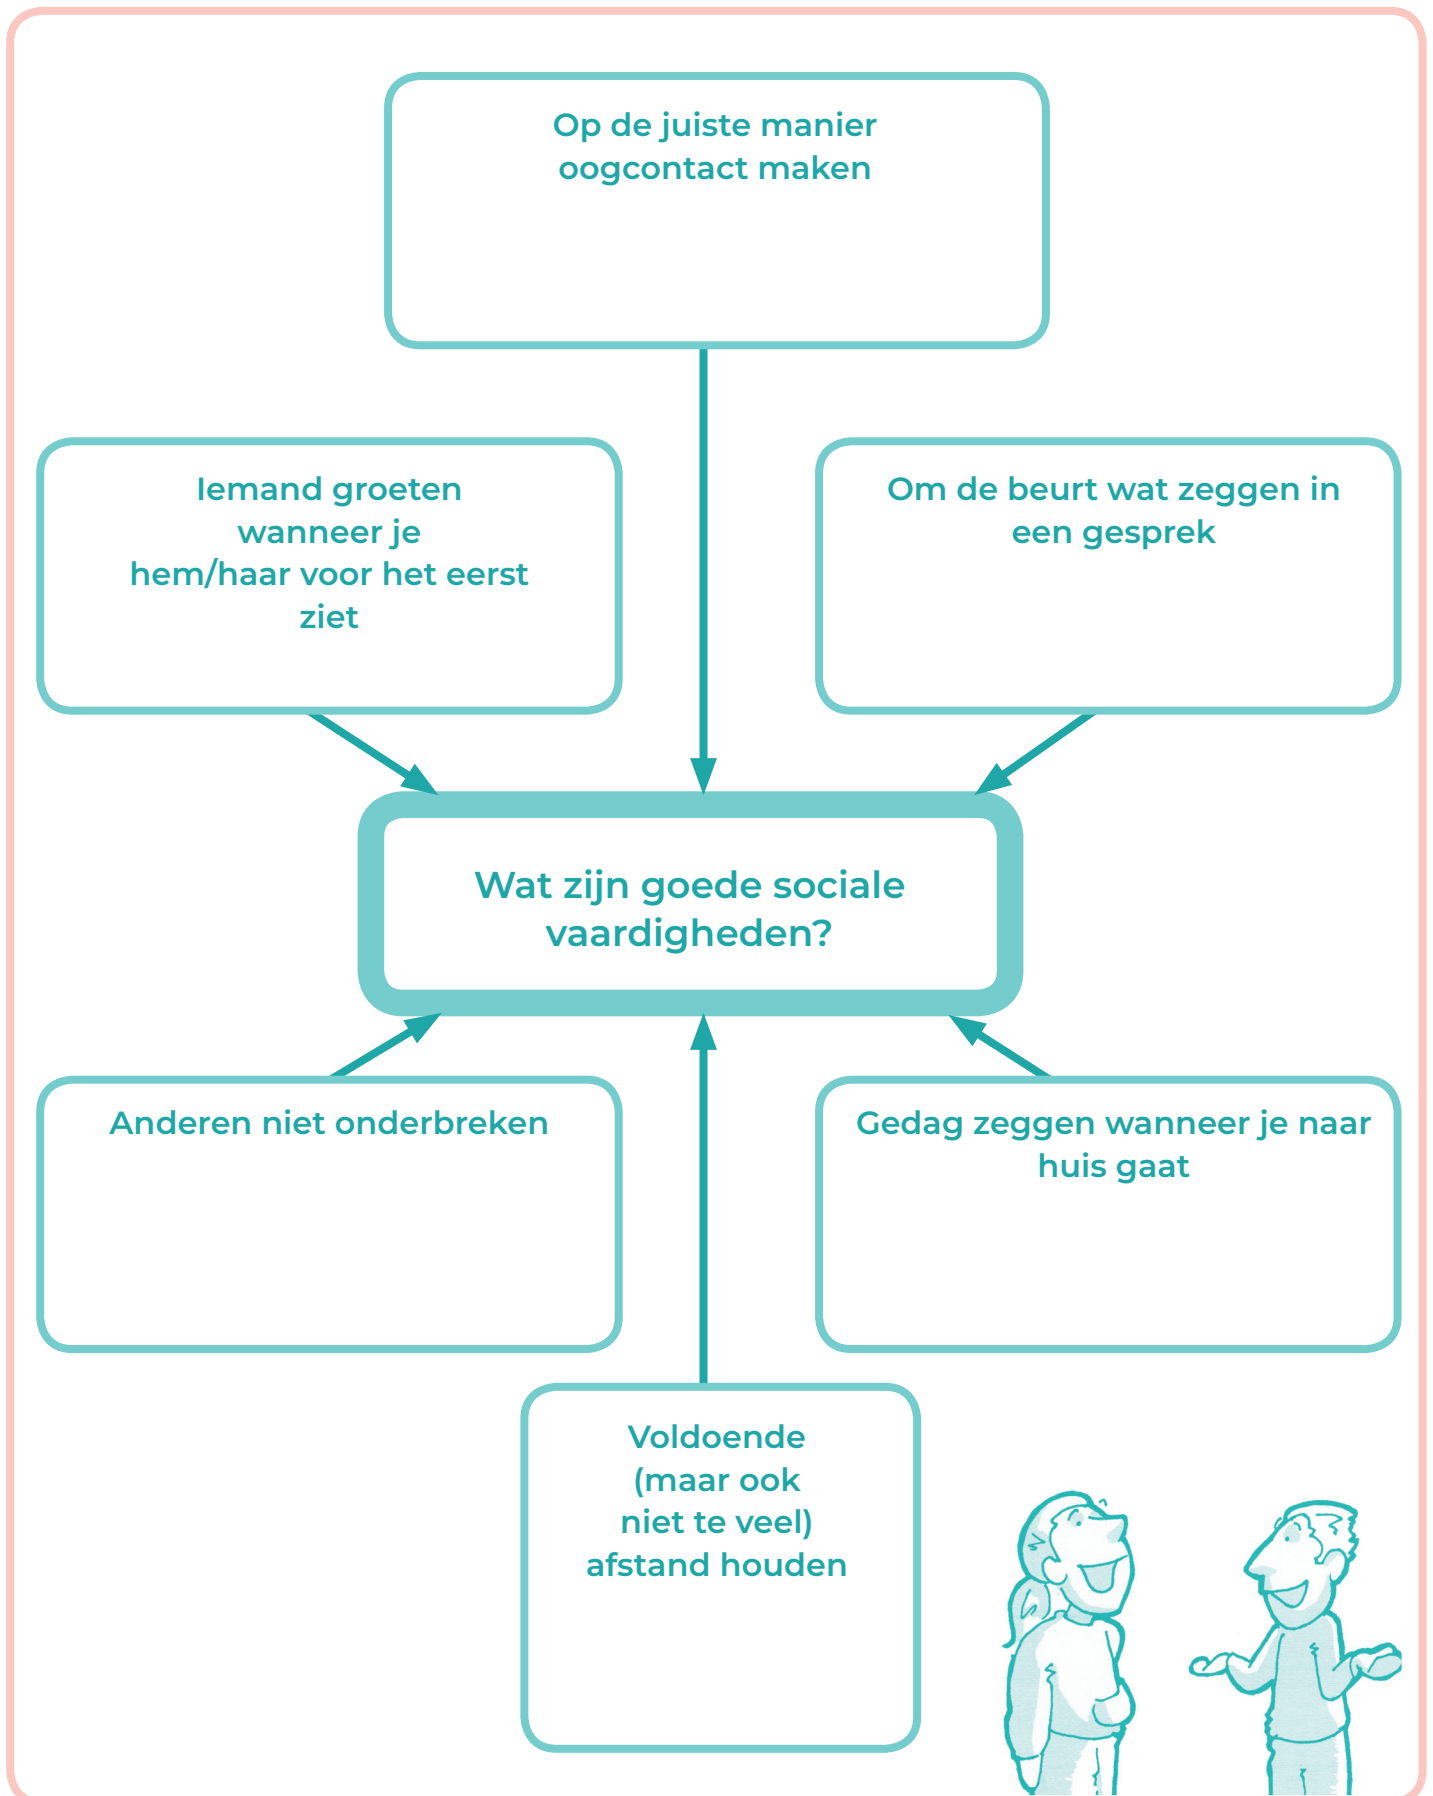 Op de juiste manier
oogcontact maken
Iemand groeten
wanneer je
hem/haar voor het eerst
ziet
Om de beurt wat zeggen in
een gesprek
Wat zijn goede sociale
vaardigheden?
Anderen niet onderbreken
Gedag zeggen wanneer je naar
huis gaat
Voldoende
(maar ook
niet te veel)
afstand houden